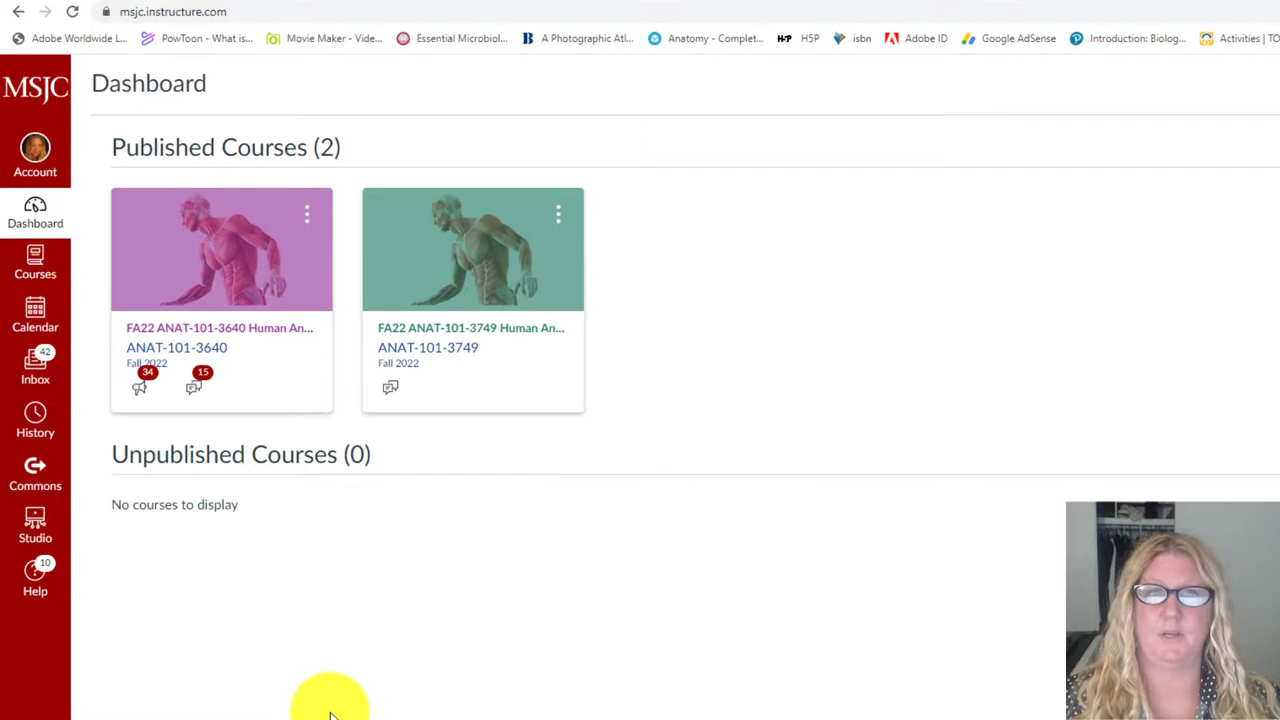 msjc.instructure.com
Adobe Worldwide L...
PowToon - What is...
Movie Maker - Vide...
Essential Microbiol...
A Photographic Atl...
Anatomy - Complet...
H5P
H5P
isbn
Adobe ID
Google AdSense
Introduction: Biolog...
Activities | TO
MSJC
Account
Dashboard
Courses
Calendar
42
Inbox
History
Commons
Studio
10
Help
Dashboard
Published Courses (2)
FA22 ANAT-101-3640 Human An...
ANAT-101-3640
Fall 2022
34
15
FA22 ANAT-101-3749 Human An...
ANAT-101-3749
Fall 2022
Unpublished Courses (0)
No courses to display